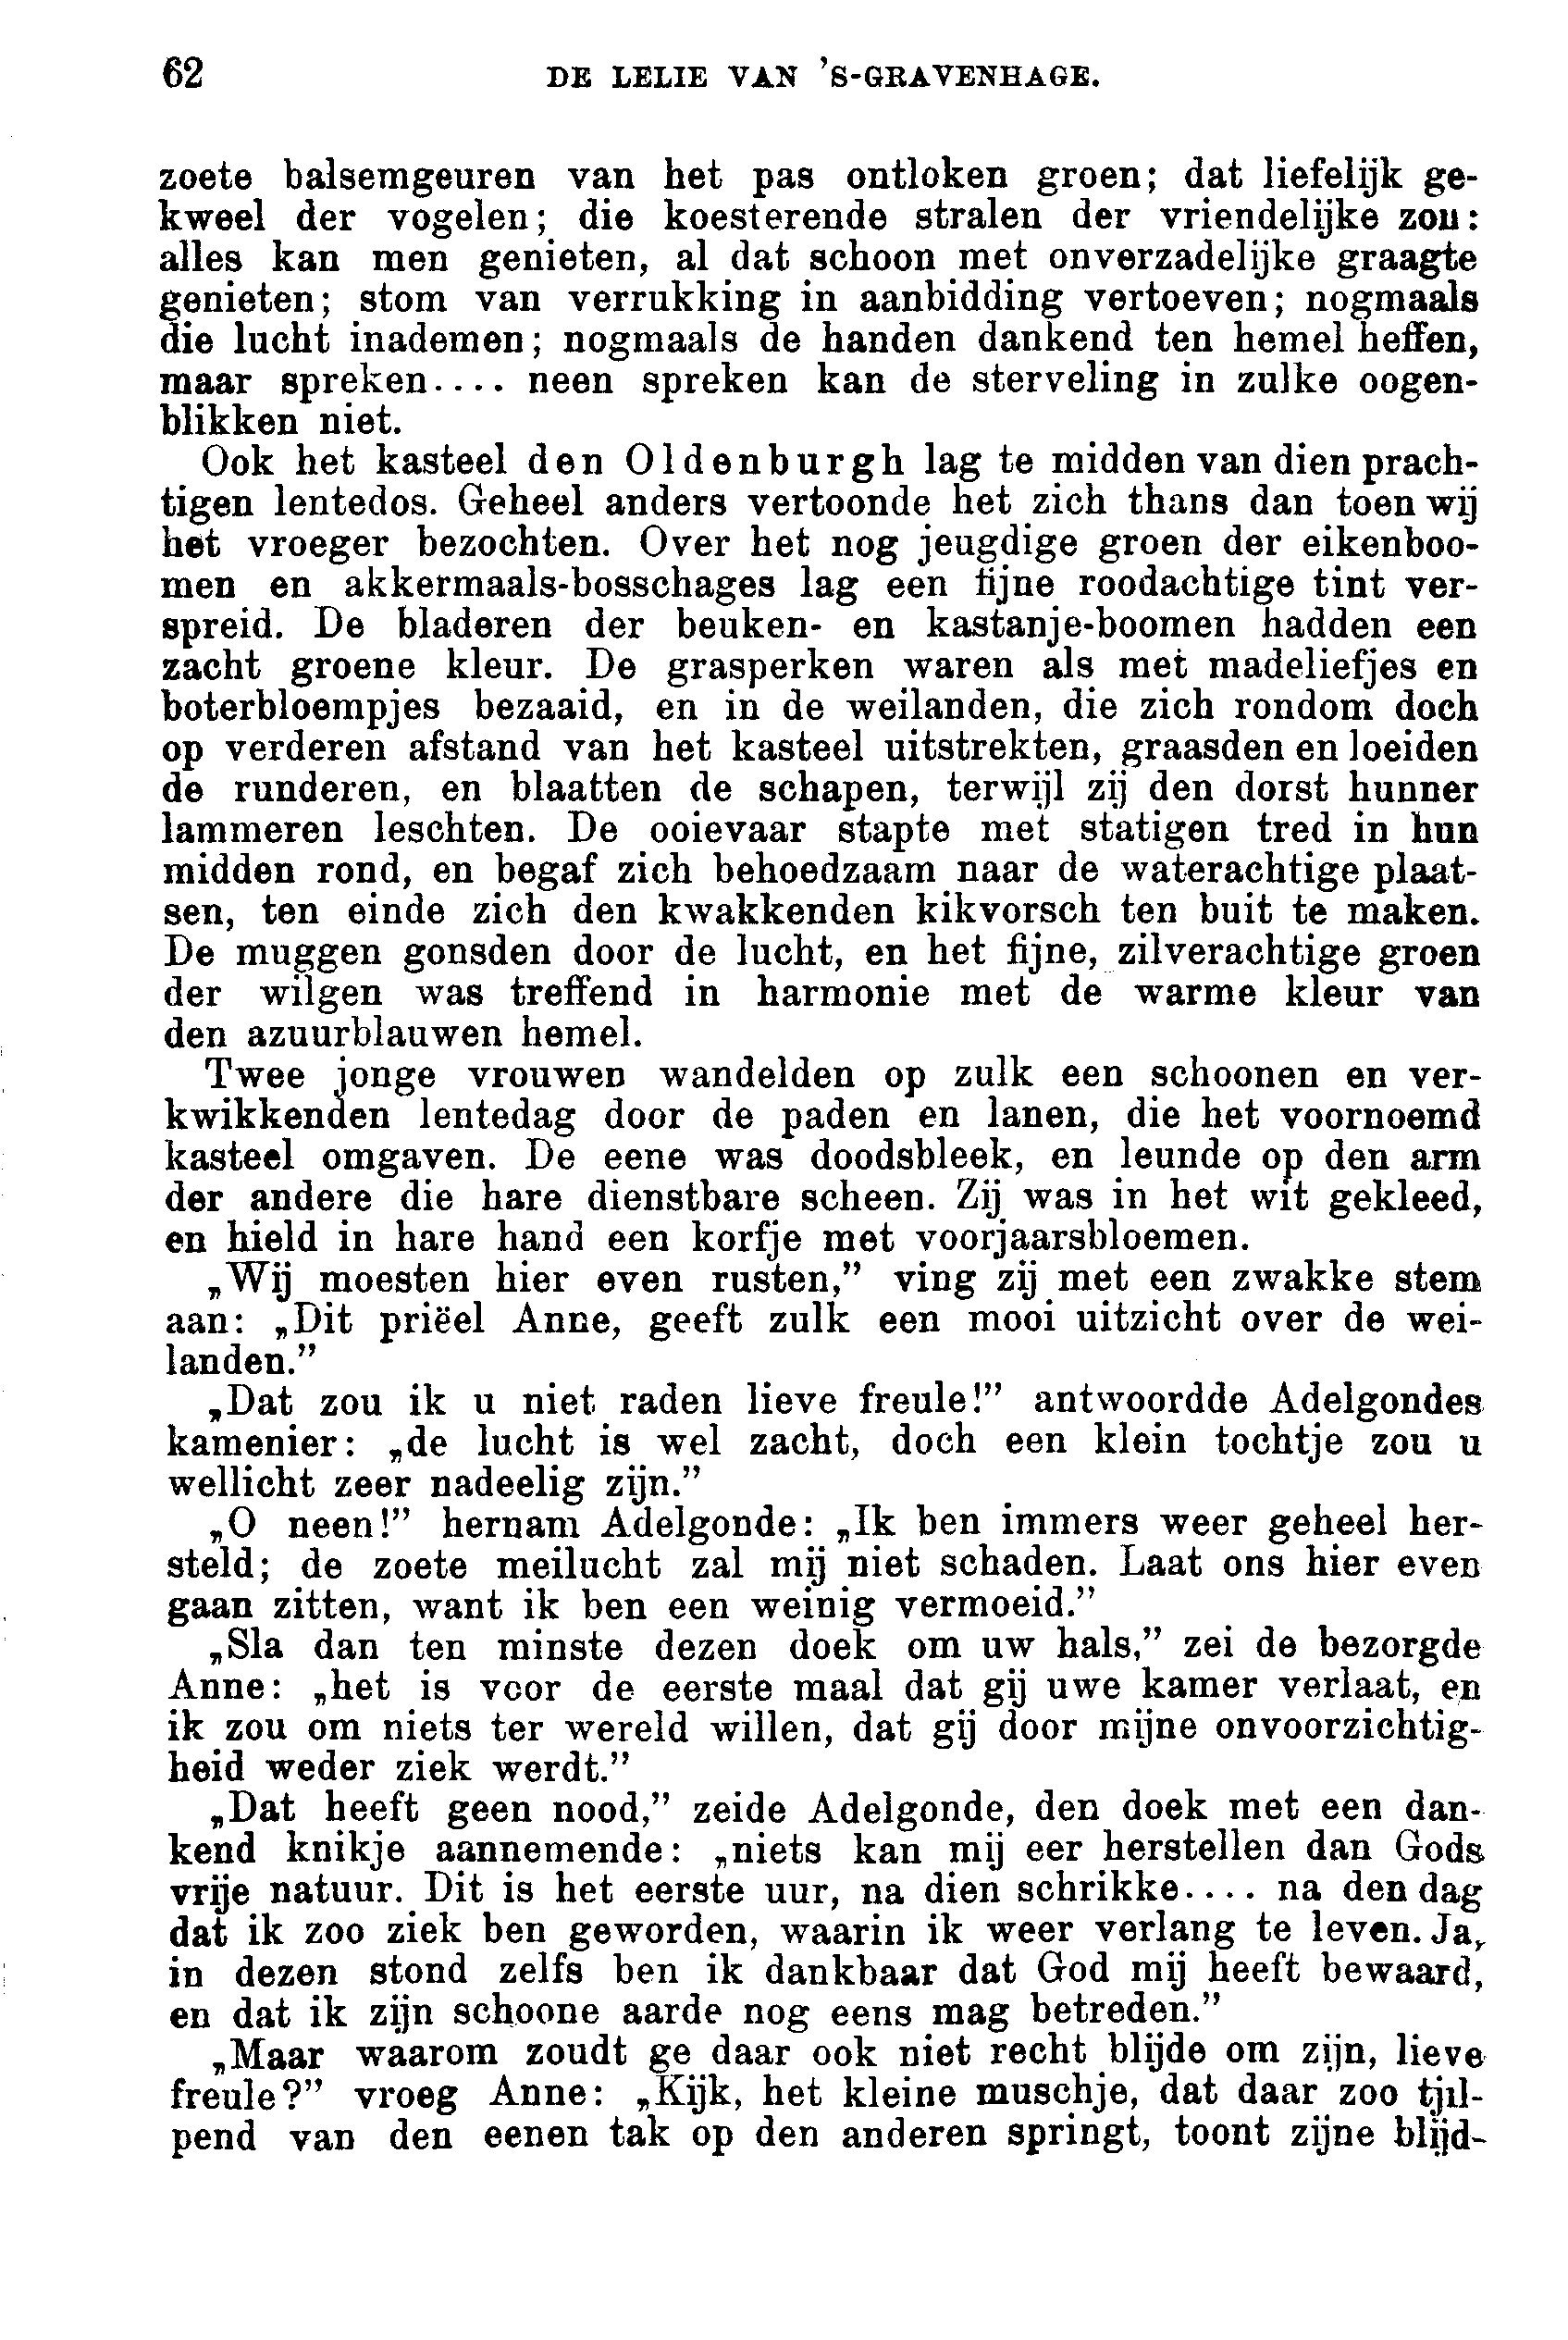 62 DE LELIE VAN 'S-GRAVENHAGE.
zoete balsemgeuren van het pas ontloken groen; dat liefelijk ge-
kweel der vogelen; die koesterende stralen der vriendelijke zon:
alles kan men genieten, al dat schoon met onverzadelijke graagte
genieten; stom van verrukking in aanbidding vertoeven; nogmaals
die lucht inademen; nogmaals de handen dankend ten hemel heffen,
maar spreken.... neen spreken kan de sterveling in zulke oogen-
blikken niet.
Ook het kasteel den Oldenburgh lag te midden van dien prach-
tigen lentedos. Geheel anders vertoonde het zich thans dan toen wij
het vroeger bezochten. Over het nog jeugdige groen der eikenboo-
men en akkermaals-bosschages lag een fijne roodachtige tint ver-
spreid. De bladeren der beuken- en kastanje-boomen hadden een
zacht groene kleur. De grasperken waren als met madeliefjes en
boterbloempjes bezaaid, en in de weilanden, die zich rondom doch
op verderen afstand van het kasteel uitstrekten, graasden en loeiden
de runderen, en blaatten de schapen, terwijl zij den dorst hunner
lammeren leschten. De ooievaar stapte met statigen tred in hun
midden rond, en begaf zich behoedzaam naar de waterachtige plaat-
sen, ten einde zich den kwakkenden kikvorsch ten buit te maken.
De muggen gonsden door de lucht, en het fijne, zilverachtige groen
der wilgen was treffend in harmonie met de warme kleur van
den azuurblauwen hemel.
Twee jonge vrouwen wandelden op zulk een schoonen en ver-
kwikkenden lentedag door de paden en lanen, die het voornoemd
kasteel omgaven. De eene was doodsbleek, en leunde op den arm
der andere die hare dienstbare scheen. Zij was in het wit gekleed,
en hield in hare hand een korfje met voorjaarsbloemen.
„Wij moesten hier even rusten,” ving zij met een zwakke stem
aan: „Dit priëel Anne, geeft zulk een mooi uitzicht over de wei-
landen.”
„Dat zou ik u niet raden lieve freule!” antwoordde Adelgondes
kamenier: „de lucht is wel zacht, doch een klein tochtje zou u
wellicht zeer nadeelig zijn.”
„O neen!” hernam Adelgonde: „Ik ben immers weer geheel her-
steld; de zoete meilucht zal mij niet schaden. Laat ons hier even
gaan zitten, want ik ben een weinig vermoeid.”
„Sla dan ten minste dezen doek om uw hals,” zei de bezorgde
Anne: „het is voor de eerste maal dat gij uwe kamer verlaat, en
ik zou om niets ter wereld willen, dat gij door mijne onvoorzichtig-
heid weder ziek werdt.”
„Dat heeft geen nood,” zeide Adelgonde, den doek met een dan-
kend knikje aannemende: „niets kan mij eer herstellen dan Gods
vrije natuur. Dit is het eerste uur, na dien schrikke.... na den dag
dat ik zoo ziek ben geworden, waarin ik weer verlang te leven. Ja,
in dezen stond zelfs ben ik dankbaar dat God mij heeft bewaard,
en dat ik zijn schoone aarde nog eens mag betreden.”
„Maar waarom zoudt ge daar ook niet recht blijde om zijn, lieve
freule?” vroeg Anne: „Kijk, het kleine muschje, dat daar zoo tjil-
pend van den eenen tak op den anderen springt, toont zijne blijd-